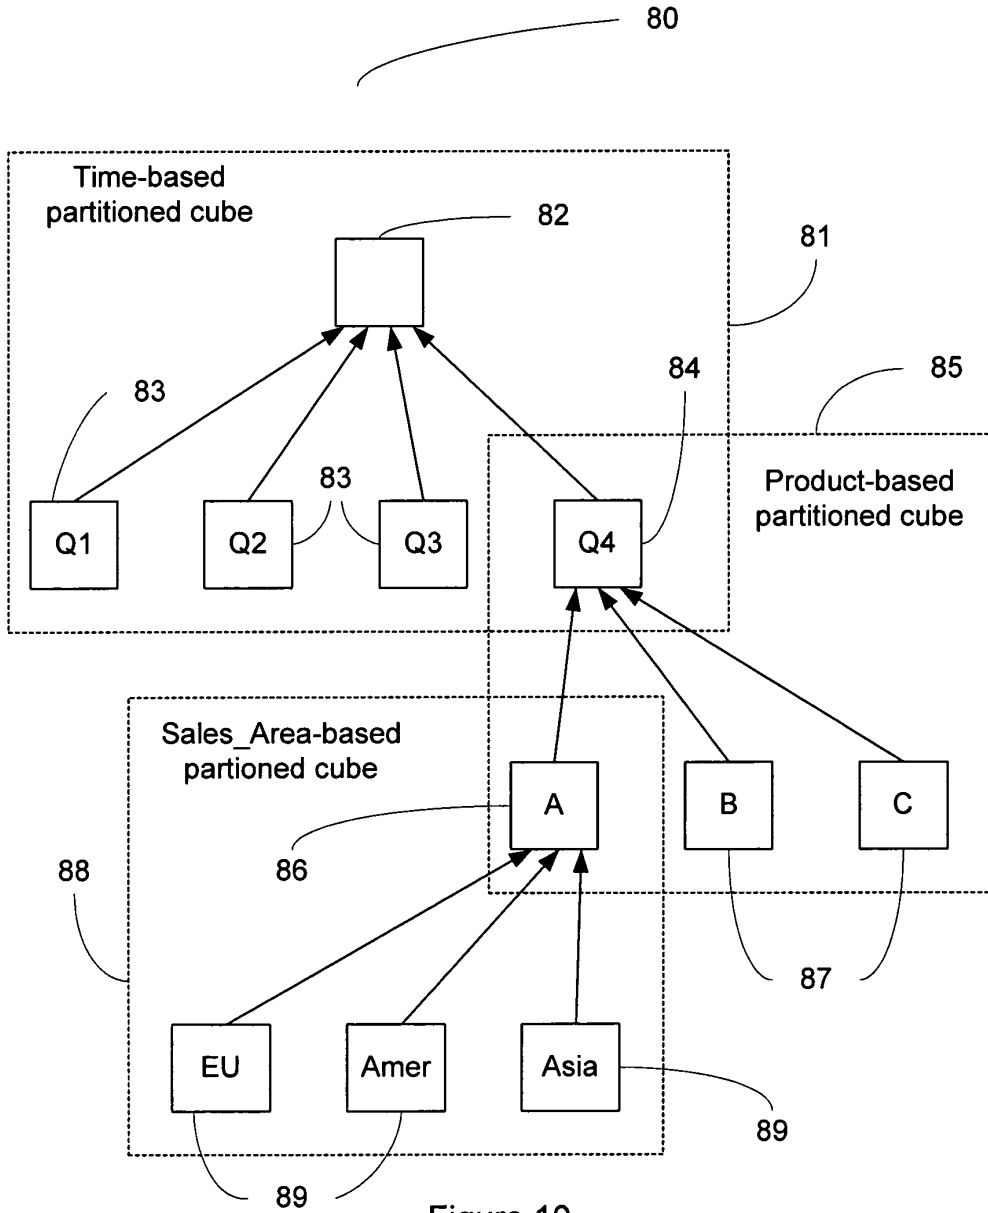 80
Time-based
partitioned cube
82
81
83
84
85
83
Product-based
partitioned cube
Q1
Q2
Q3
Q4
Sales_Area-based
partioned cube
A
B
C
86
88
87
EU
Amer
Asia
89
89
Figure 10